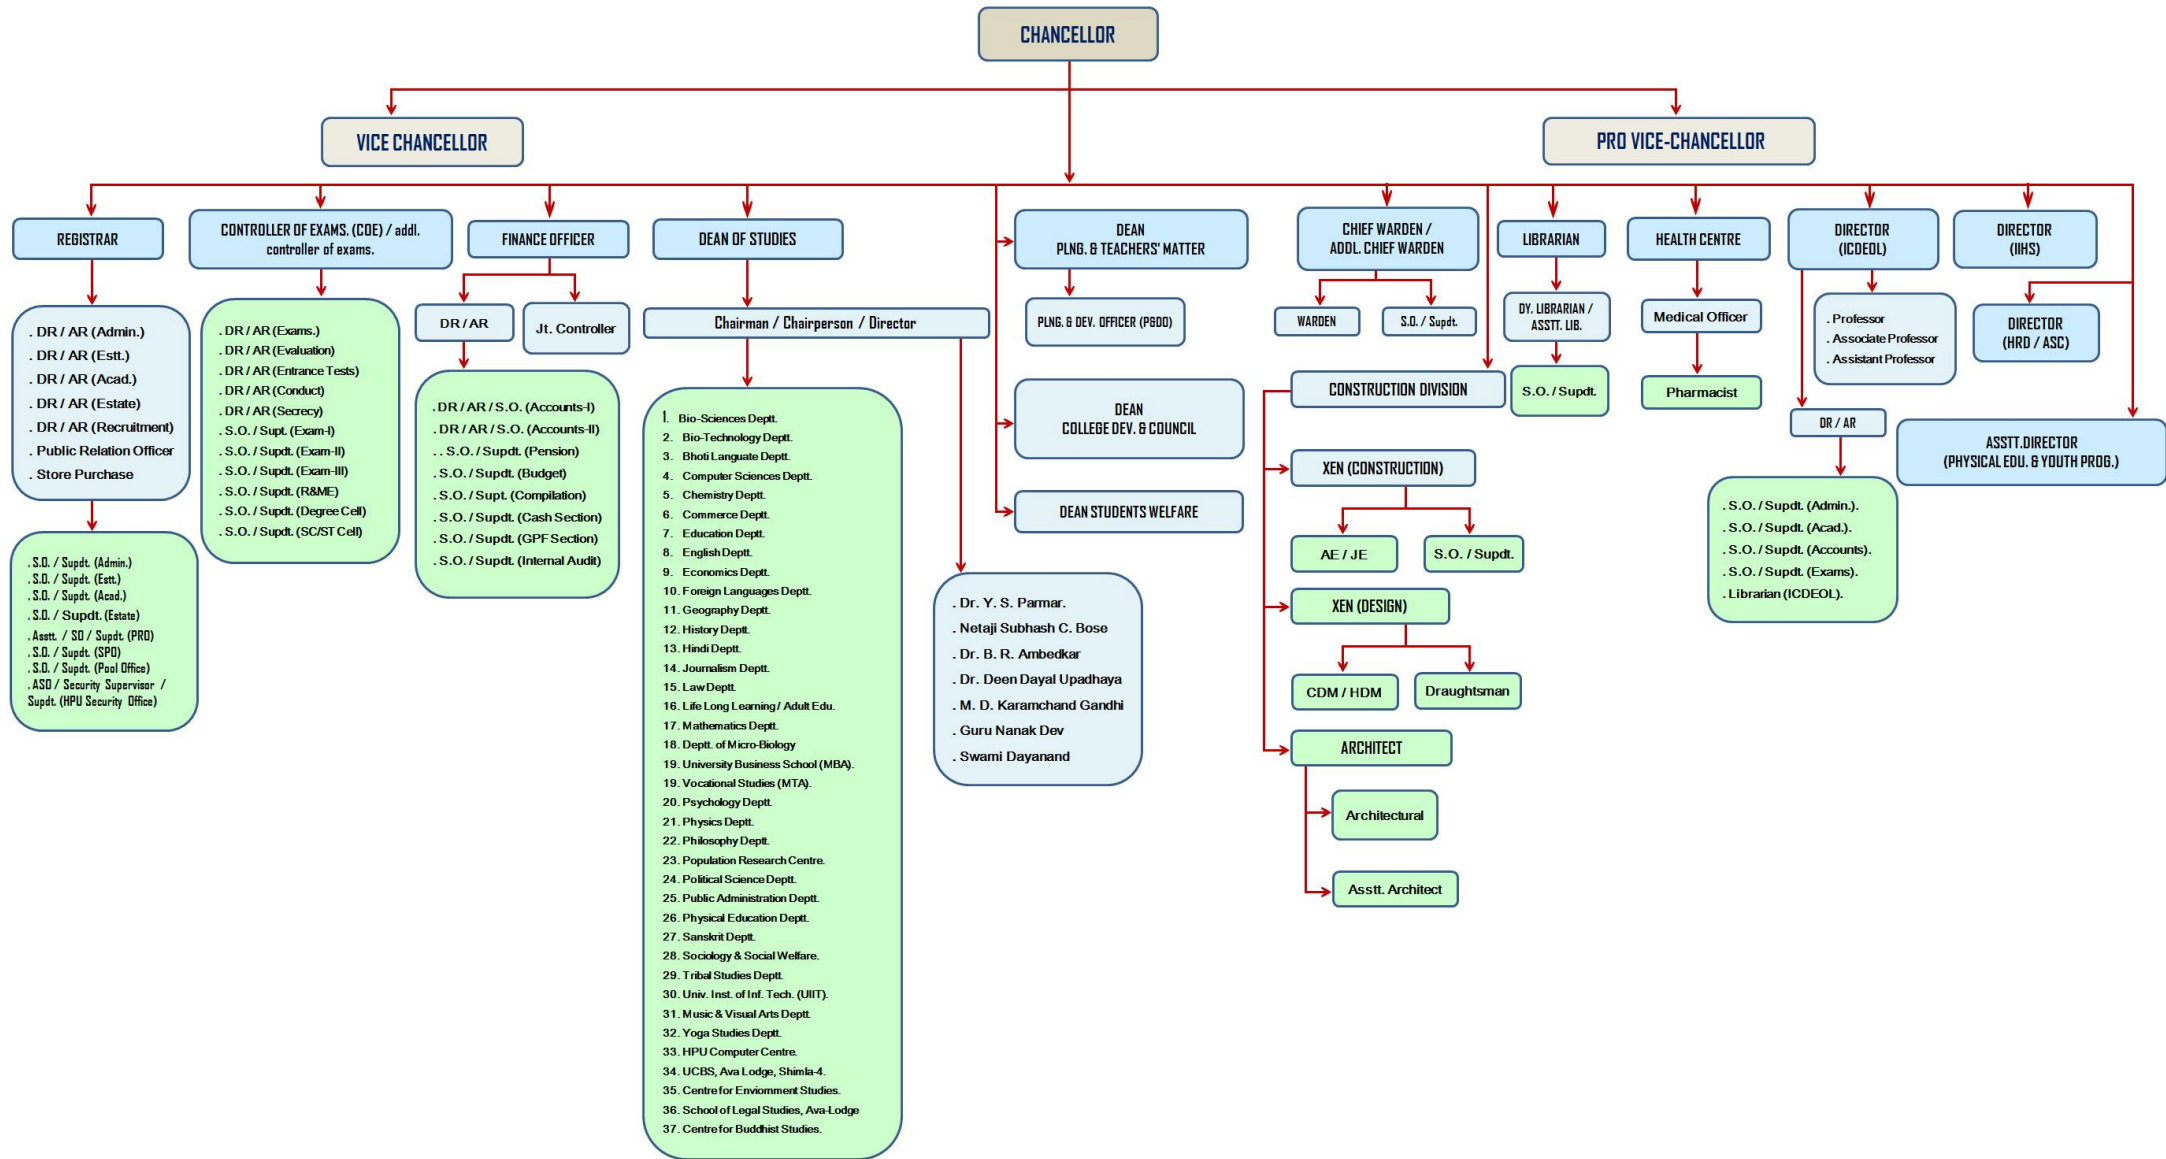 CHANCELLOR
VICE CHANCELLOR
PRO VICE-CHANCELLOR
REGISTRAR
. DR / AR (Admin.)
. DR / AR (Estt.)
. DR / AR (Acad.)
. DR / AR (Estate)
. DR / AR (Recruitment)
. Public Relation Officer
. Store Purchase
. S.O. / Supdt. (Admin.)
. S.O. / Supdt. (Estt.)
. S.O. / Supdt. (Acad.)
. S.O. / Supdt. (Estate)
. Asstt. / SO / Supdt. (PRO)
. S.O. / Supdt. (SPO)
. S.O. / Supdt. (Pool Office)
. ASO / Security Supervisor /
Supdt. (HPU Security Office)
CONTROLLER OF EXAMS. (COE) / addl.
controller of exams.
. DR / AR (Exams.)
. DR / AR (Evaluation)
. DR / AR (Entrance Tests)
. DR / AR (Conduct)
. DR / AR (Secrecy)
. S.O. / Supt. (Exam-I)
. S.O. / Supdt. (Exam-II)
. S.O. / Supdt. (Exam-III)
. S.O. / Supdt. (R&ME)
. S.O. / Supdt. (Degree Cell)
. S.O. / Supdt. (SC/ST Cell)
FINANCE OFFICER
DR / AR
Jt. Controller
. DR / AR / S.O. (Accounts-I)
. DR / AR / S.O. (Accounts-II)
. . S.O. / Supdt. (Pension)
. S.O. / Supdt. (Budget)
. S.O. / Supt. (Compilation)
. S.O. / Supdt. (Cash Section)
. S.O. / Supdt. (GPF Section)
. S.O. / Supdt. (Internal Audit)
DEAN OF STUDIES
Chairman / Chairperson / Director
1. Bio-Sciences Deptt.
2. Bio-Technology Deptt.
3. Bhoti Languate Deptt.
4. Computer Sciences Deptt.
5. Chemistry Deptt.
6. Commerce Deptt.
7. Education Deptt.
8. English Deptt.
9. Economics Deptt.
10. Foreign Languages Deptt.
11. Geography Deptt.
12. History Deptt.
13. Hindi Deptt.
14. Journalism Deptt.
15. Law Deptt.
16. Life Long Learning / Adult Edu.
17. Mathematics Deptt.
18. Deptt. of Micro-Biology
19. University Business School (MBA).
19. Vocational Studies (MTA).
20. Psychology Deptt.
21. Physics Deptt.
22. Philosophy Deptt.
23. Population Research Centre.
24. Political Science Deptt.
25. Public Administration Deptt.
26. Physical Education Deptt.
27. Sanskrit Deptt.
28. Sociology & Social Welfare.
29. Tribal Studies Deptt.
30. Univ. Inst. of Inf. Tech. (UIIT).
31. Music & Visual Arts Deptt.
32. Yoga Studies Deptt.
33. HPU Computer Centre.
34. UCBS, Ava Lodge, Shimla-4.
35. Centre for Enviornment Studies.
36. School of Legal Studies, Ava-Lodge
37. Centre for Buddhist Studies.
. Dr. Y. S. Parmar.
. Netaji Subhash C. Bose
. Dr. B. R. Ambedkar
. Dr. Deen Dayal Upadhaya
. M. D. Karamchand Gandhi
. Guru Nanak Dev
. Swami Dayanand
DEAN
PLNG. & TEACHERS' MATTER
PLNG. & DEV. OFFICER (P&DO)
DEAN
COLLEGE DEV. & COUNCIL
DEAN STUDENTS WELFARE
CHIEF WARDEN /
ADDL. CHIEF WARDEN
WARDEN
S.O. / Supdt.
CONSTRUCTION DIVISION
XEN (CONSTRUCTION)
AE / JE
S.O. / Supdt.
XEN (DESIGN)
CDM / HDM
Draughtsman
ARCHITECT
Architectural
Asstt. Architect
LIBRARIAN
DY. LIBRARIAN /
ASSTT. LIB.
S.O. / Supdt.
HEALTH CENTRE
Medical Officer
Pharmacist
DIRECTOR
(ICDEOL)
. Professor
. Associate Professor
. Assistant Professor
DR / AR
. S.O. / Supdt. (Admin.).
. S.O. / Supdt. (Acad.).
. S.O. / Supdt. (Accounts).
. S.O. / Supdt. (Exams).
. Librarian (ICDEOL).
DIRECTOR
(IIHS)
DIRECTOR
(HRD / ASC)
ASSTT.DIRECTOR
(PHYSICAL EDU. & YOUTH PROG.)